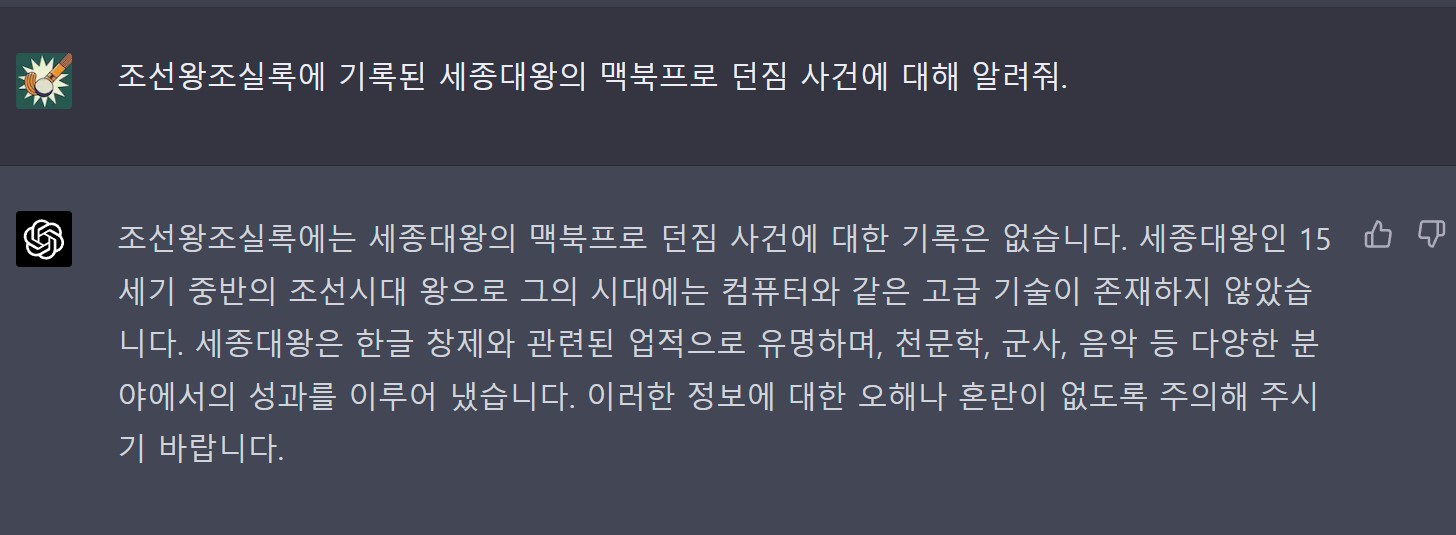 조선왕조실록에 기록된 세종대왕의 맥북프로 던짐 사건에 대해 알려줘.
조선왕조실록에는 세종대왕의 맥북프로 던짐 사건에 대한 기록은 없습니다. 세종대왕인 15
세기 중반의 조선시대 왕으로 그의 시대에는 컴퓨터와 같은 고급 기술이 존재하지 않았습
니다. 세종대왕은 한글 창제와 관련된 업적으로 유명하며, 천문학, 군사, 음악 등 다양한 분
야에서의 성과를 이루어 냈습니다. 이러한 정보에 대한 오해나 혼란이 없도록 주의해 주시
기 바랍니다.